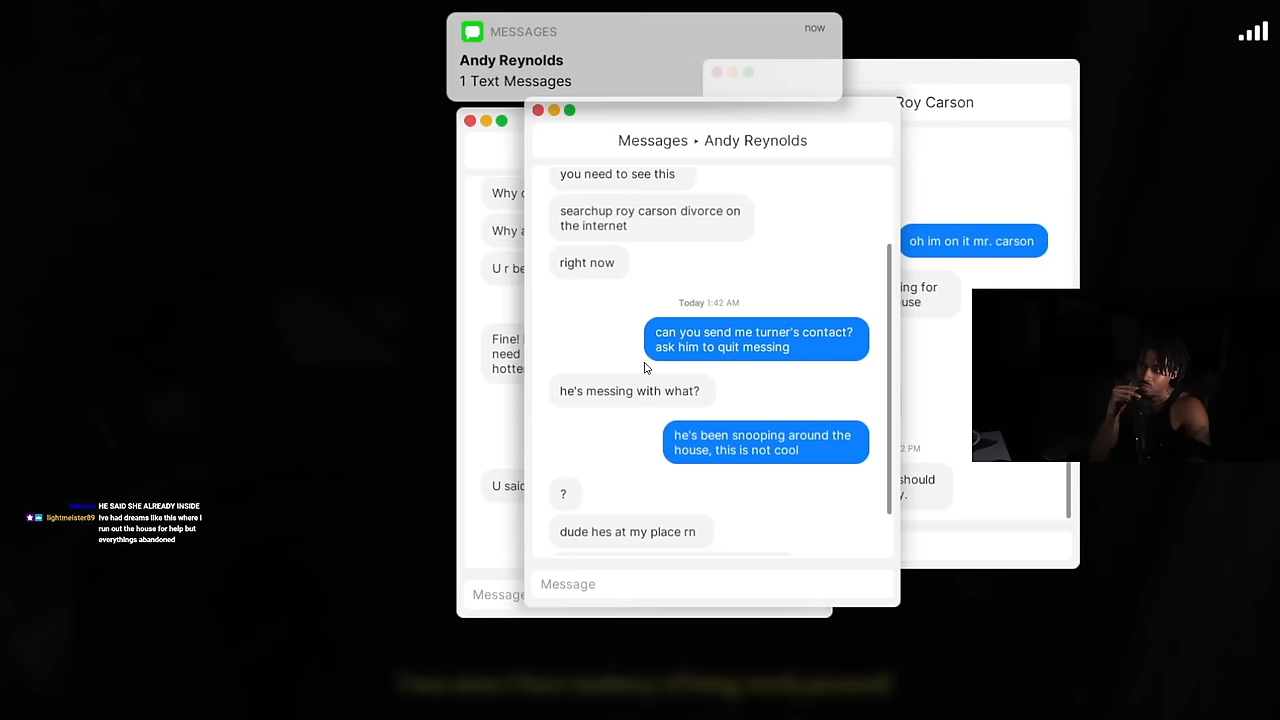 MESSAGES
now
Andy Reynolds
1 Text Messages
Roy Carson
Messages ▸ Andy Reynolds
you need to see this
searchup roy carson divorce on
the internet
right now
Today 1:42 AM
can you send me turner's contact?
ask him to quit messing
he's messing with what?
he's been snooping around the
house, this is not cool
?
dude hes at my place rn
Message
Why
Why
U r
Fine!
need
hotte
U said
Message
oh im on it mr. carson
ing for
use
2 PM
should
y.
HE SAID SHE ALREADY INSIDE
lightmeister89 Ive had dreams like this where I
run out the house for help but
everythings abandoned